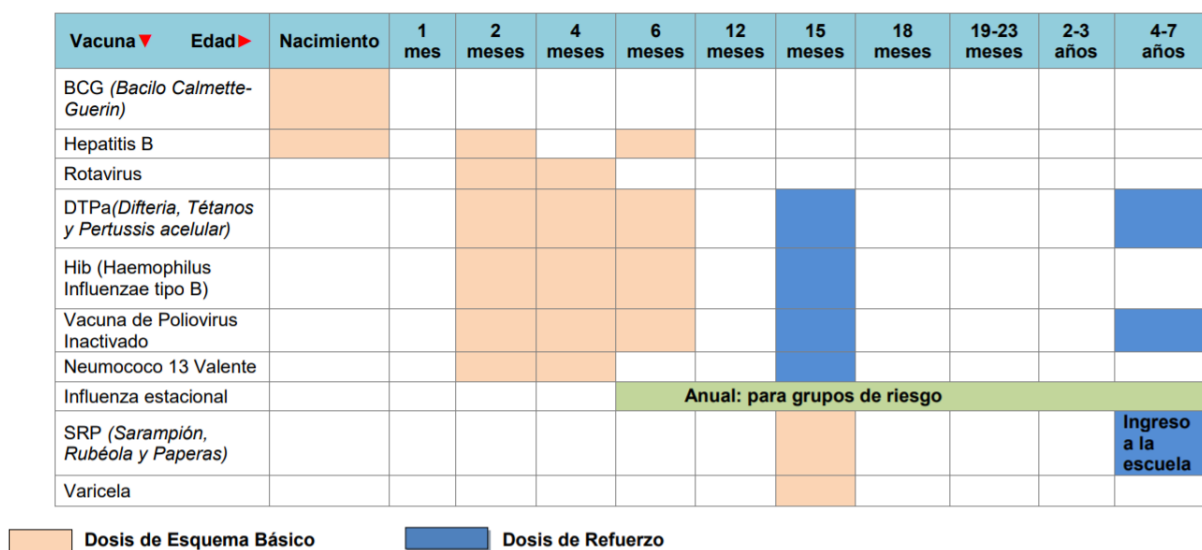 Vacuna Edad Nacimiento 1 mes 2 meses 4 meses 6 meses 12 meses 15 meses 18 meses 19-23 meses 2-3 años 4-7 años
BCG (Bacilo Calmette-
Guerin)
Hepatitis B
Rotavirus
DTPa(Difteria, Tétanos
y Pertussis acelular)
Hib (Haemophilus
Influenzae tipo B)
Vacuna de Poliovirus
Inactivado
Neumococo 13 Valente
Influenza estacional
Anual: para grupos de riesgo
SRP (Sarampión,
Rubéola y Paperas)
Ingreso
a la
escuela
Varicela
Dosis de Esquema Básico
Dosis de Refuerzo